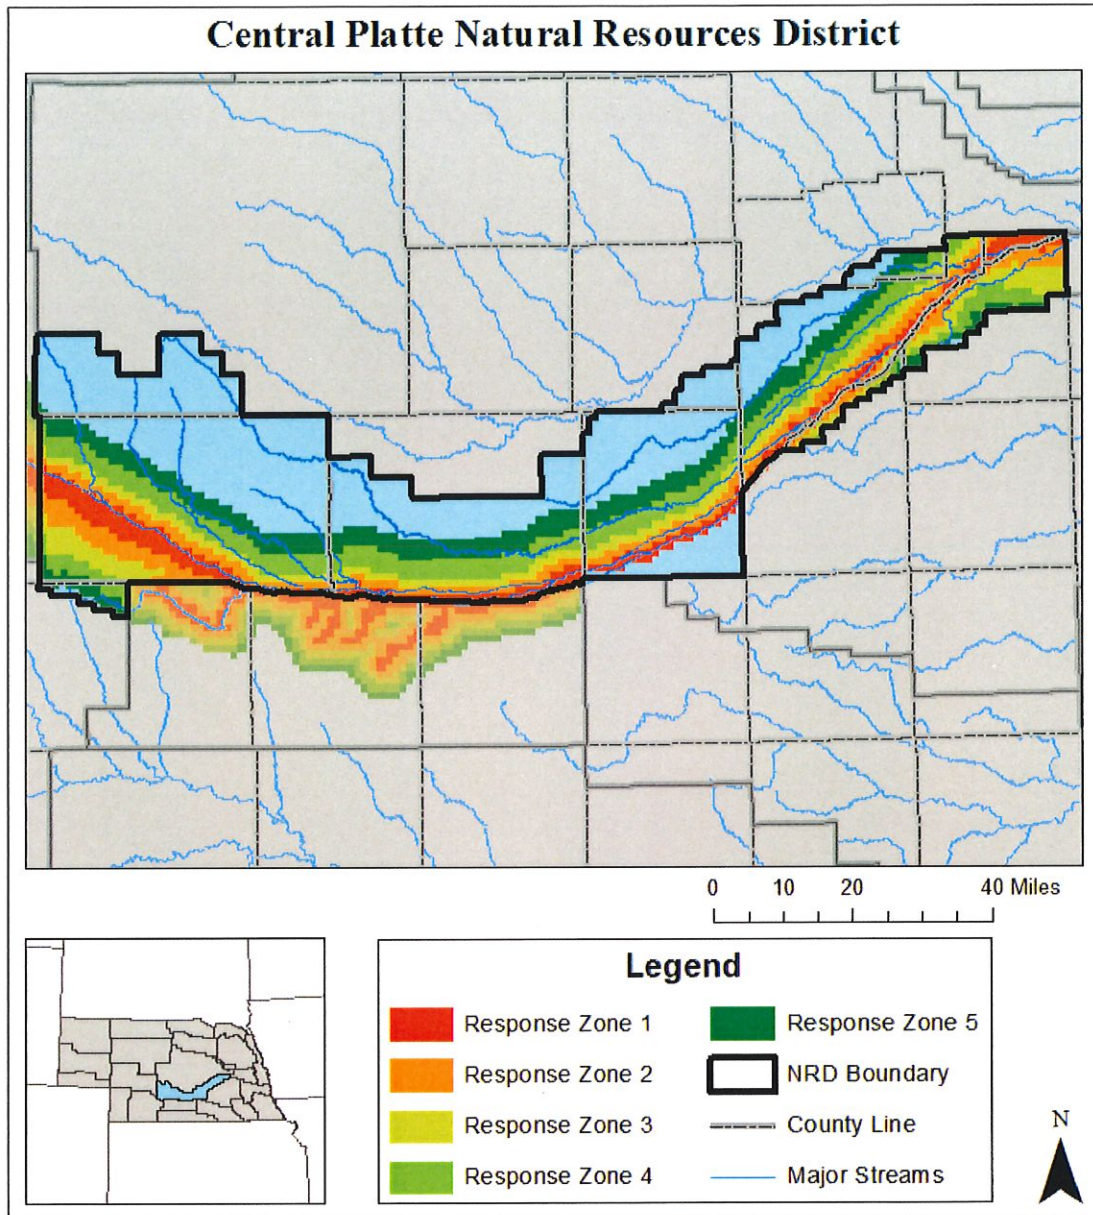 Central Platte Natural Resources District
0 10 20 40 Miles
Legend
Response Zone 1
Response Zone 2
Response Zone 3
Response Zone 4
Response Zone 5
NRD Boundary
County Line
Major Streams
N